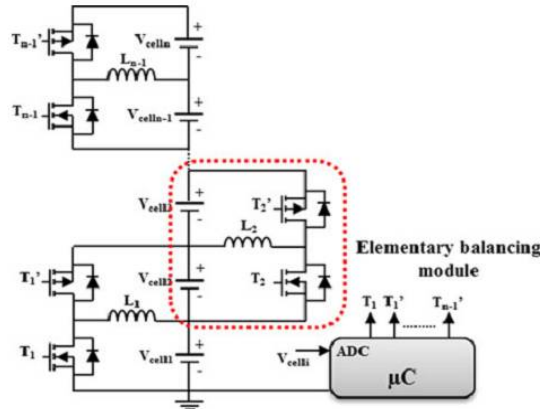 Tn-1'
+
Vcelln
-
Ln-1
Tn-1
+
Vcelln-1
-
+
Vcell3
-
T2'
L2
Elementary balancing
module
T1'
+
-
T2
L1
T1 T1' Tn-1'
T1
+
Vcell1
-
Vcelli
ADC
µC